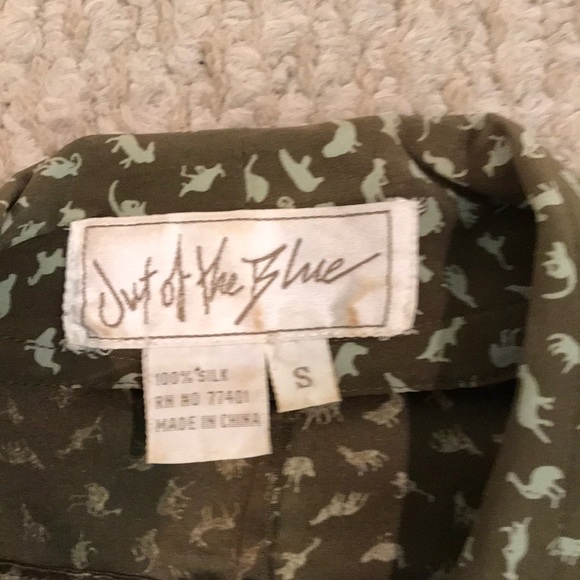 Out of the Blue
100% SILK
RN NO 77401
MADE IN CHINA
S